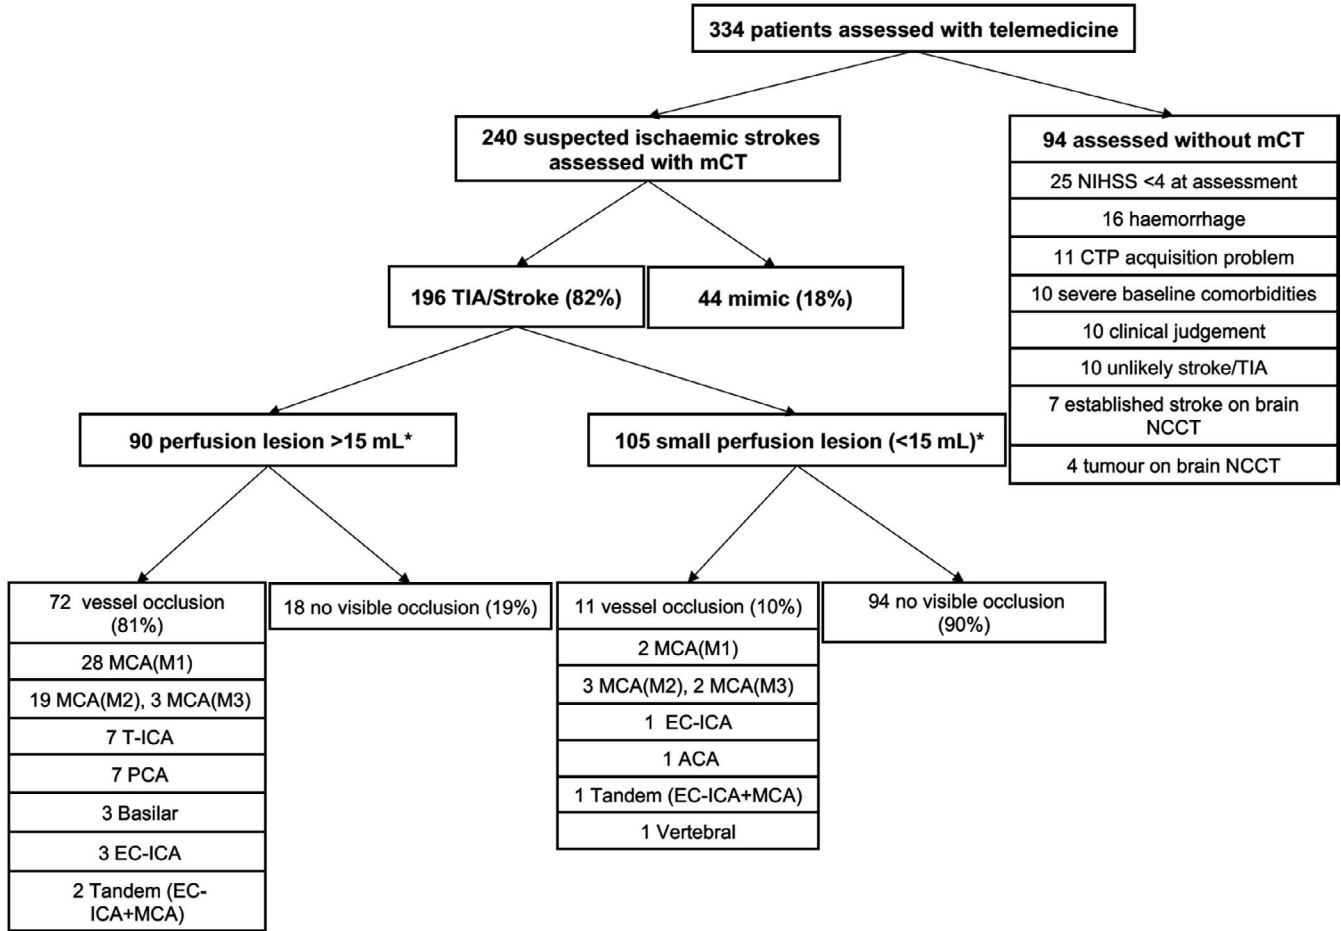 334 patients assessed with telemedicine
240 suspected ischaemic strokes
assessed with mCT
94 assessed without mCT
25 NIHSS <4 at assessment
16 haemorrhage
11 CTP acquisition problem
10 severe baseline comorbidities
10 clinical judgement
10 unlikely stroke/TIA
7 established stroke on brain
NCCT
4 tumour on brain NCCT
196 TIA/Stroke (82%)
44 mimic (18%)
90 perfusion lesion >15 mL*
105 small perfusion lesion (<15 mL)*
72 vessel occlusion
(81%)
28 MCA(M1)
19 MCA(M2), 3 MCA(M3)
7 T-ICA
7 PCA
3 Basilar
3 EC-ICA
2 Tandem (EC-
ICA+MCA)
18 no visible occlusion (19%)
11 vessel occlusion (10%)
2 MCA(M1)
3 MCA(M2), 2 MCA(M3)
1 EC-ICA
1 ACA
1 Tandem (EC-ICA+MCA)
1 Vertebral
94 no visible occlusion
(90%)